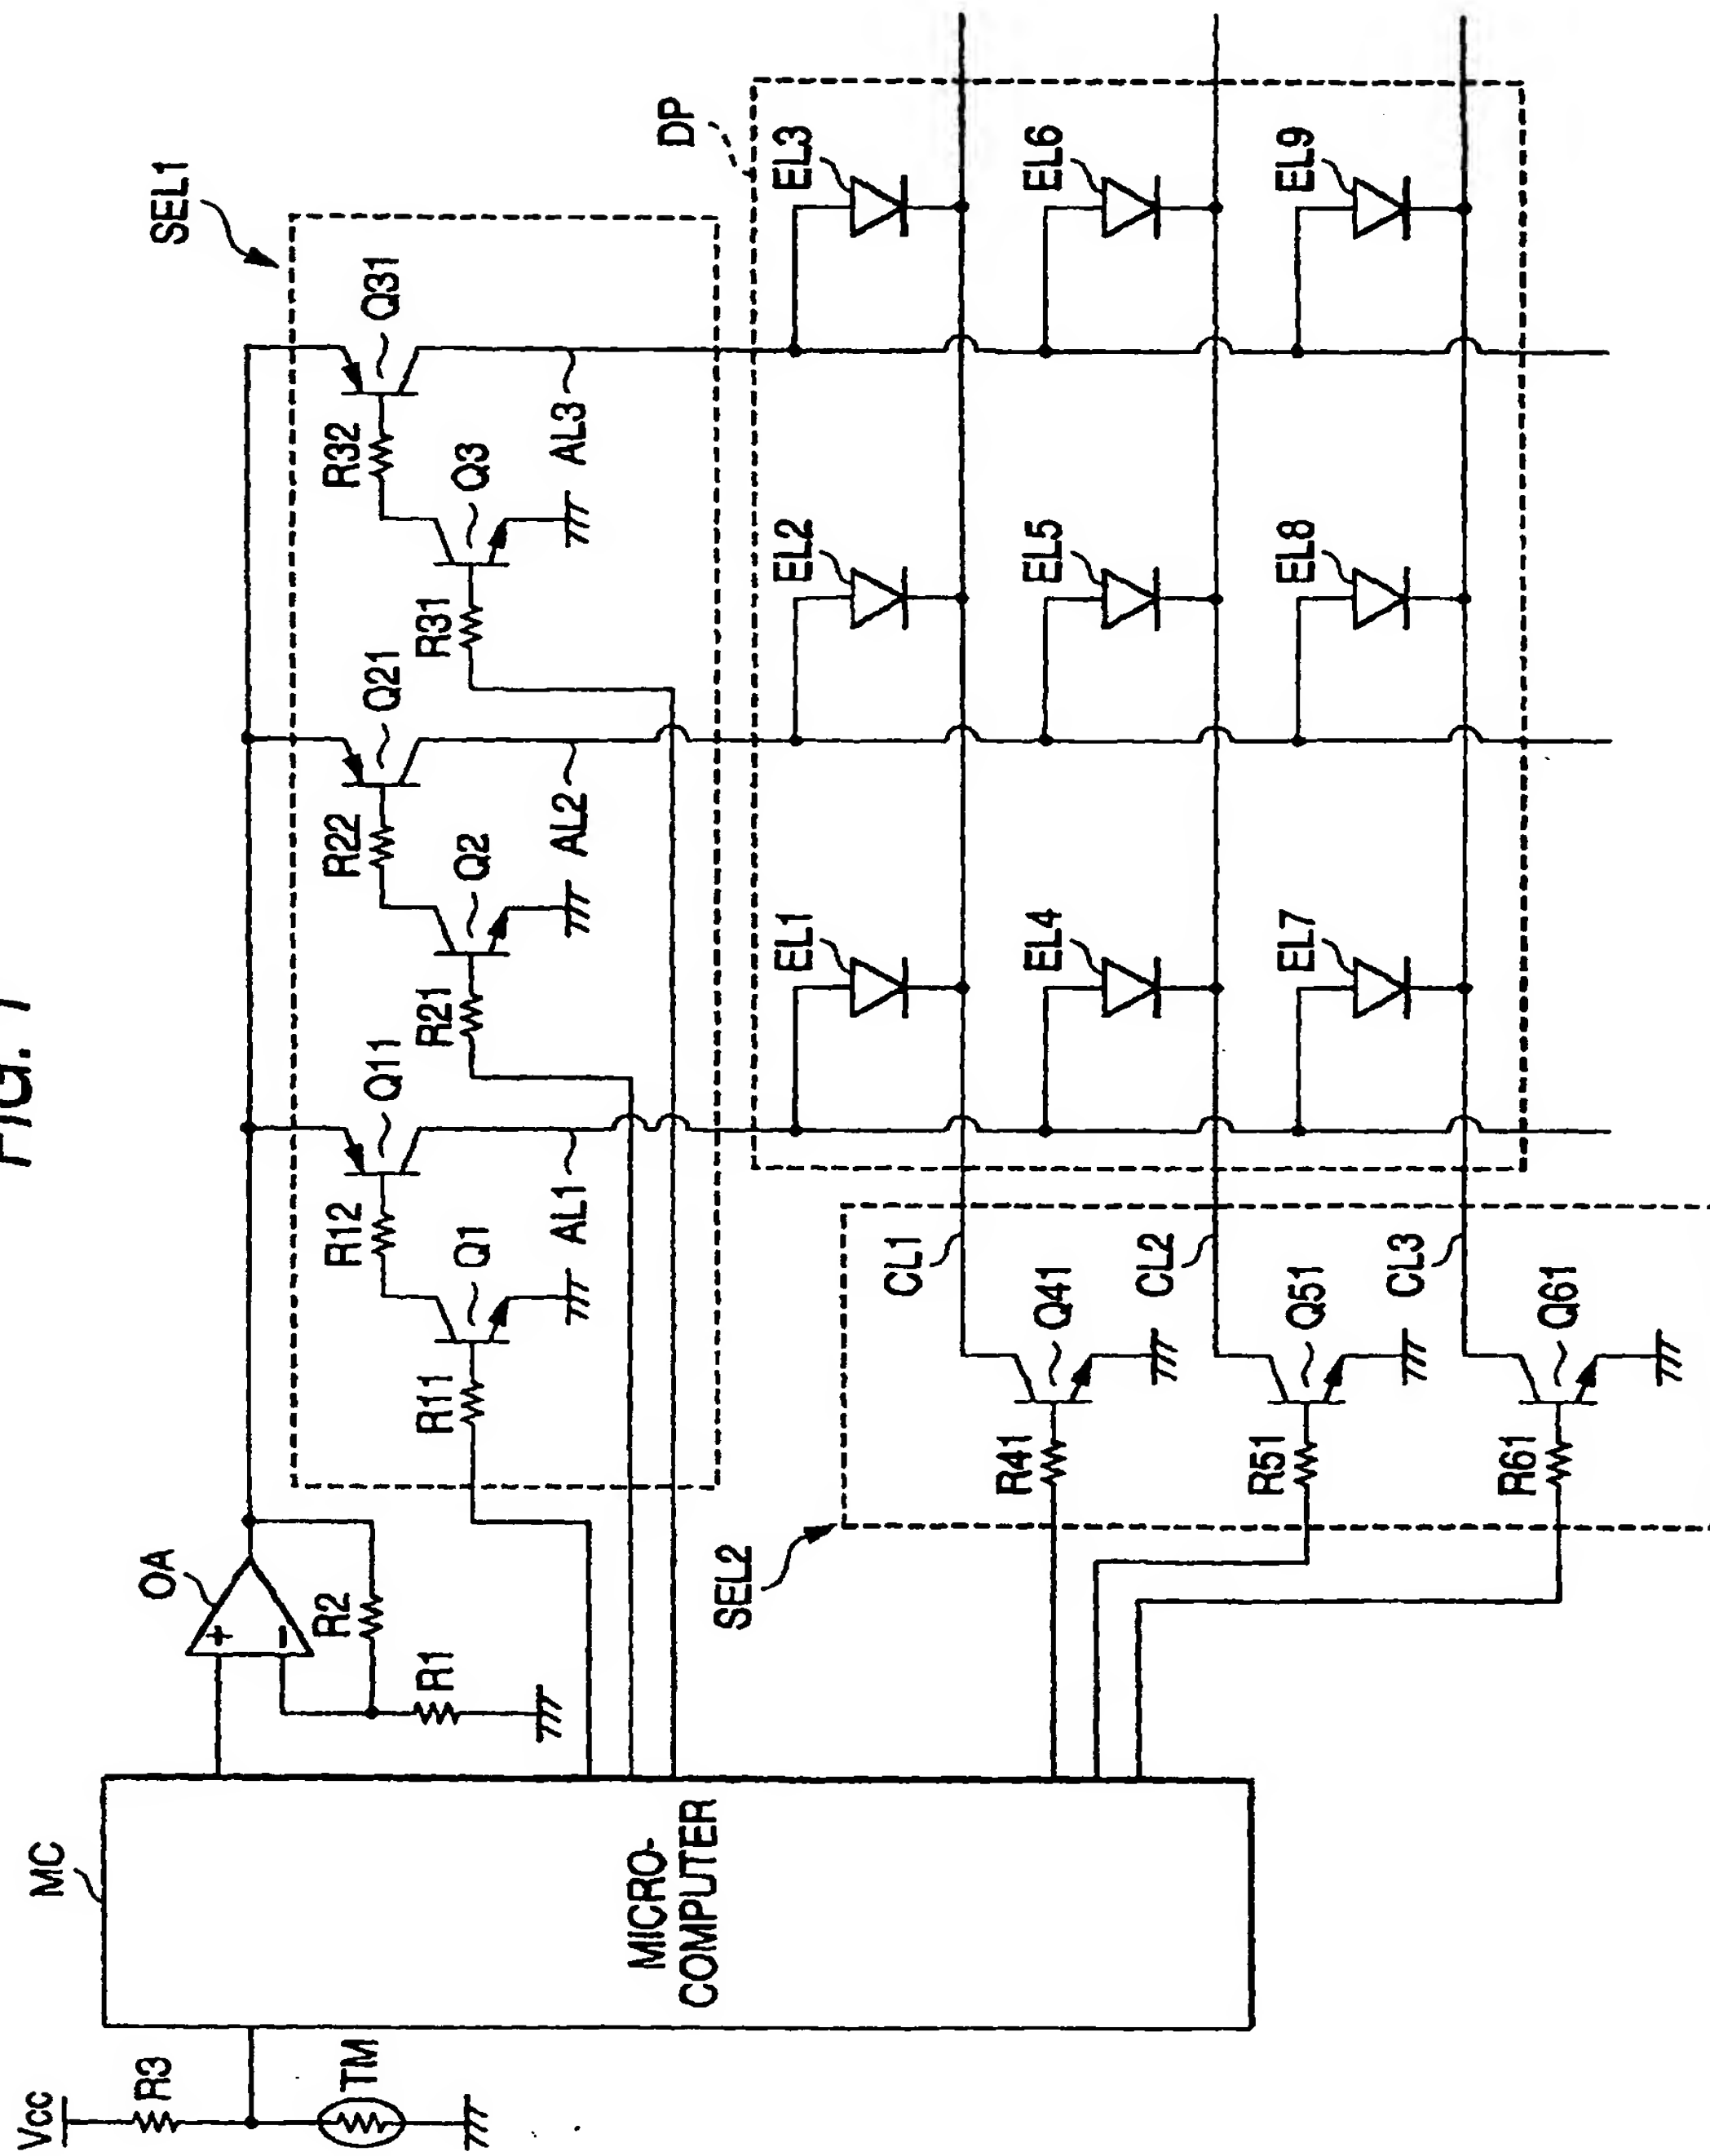 FIG. 1
Vcc
R3
TM
MC
MICRO-
COMPUTER
OA
+
−
R2
R1
SEL1
R11
Q1
R12
Q11
AL1
R21
Q2
R22
Q21
AL2
R31
Q3
R32
Q31
AL3
DP
EL1
EL2
EL3
EL4
EL5
EL6
EL7
EL8
EL9
SEL2
CL1
R41
Q41
CL2
R51
Q51
CL3
R61
Q61